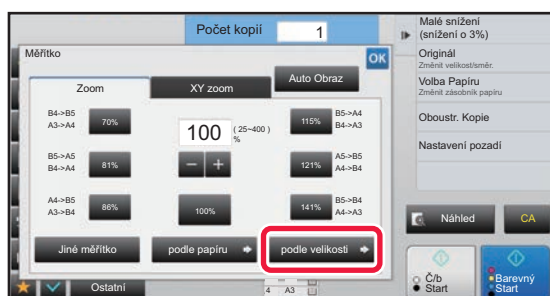 Počet kopií 1
Malé snížení
(snížení o 3%)
Originál
Změnit velikost/směr.
Volba Papíru
Změnit zásobník papíru
Oboustr. Kopie
Nastavení pozadí
Náhled
CA
Č/b
Start
Barevný
Start
Měřítko
OK
Zoom
XY zoom
Auto Obraz
B4->B5
A3->A4
70%
B5->A5
B4->A4
81%
A4->B5
A3->B4
86%
100
(25~400)
%
100%
115%
B5->A4
B4->A3
121%
A5->B5
A4->B4
141%
B5->B4
A4->A3
Jiné měřítko
podle papíru
podle velikosti
Ostatní
4 A3